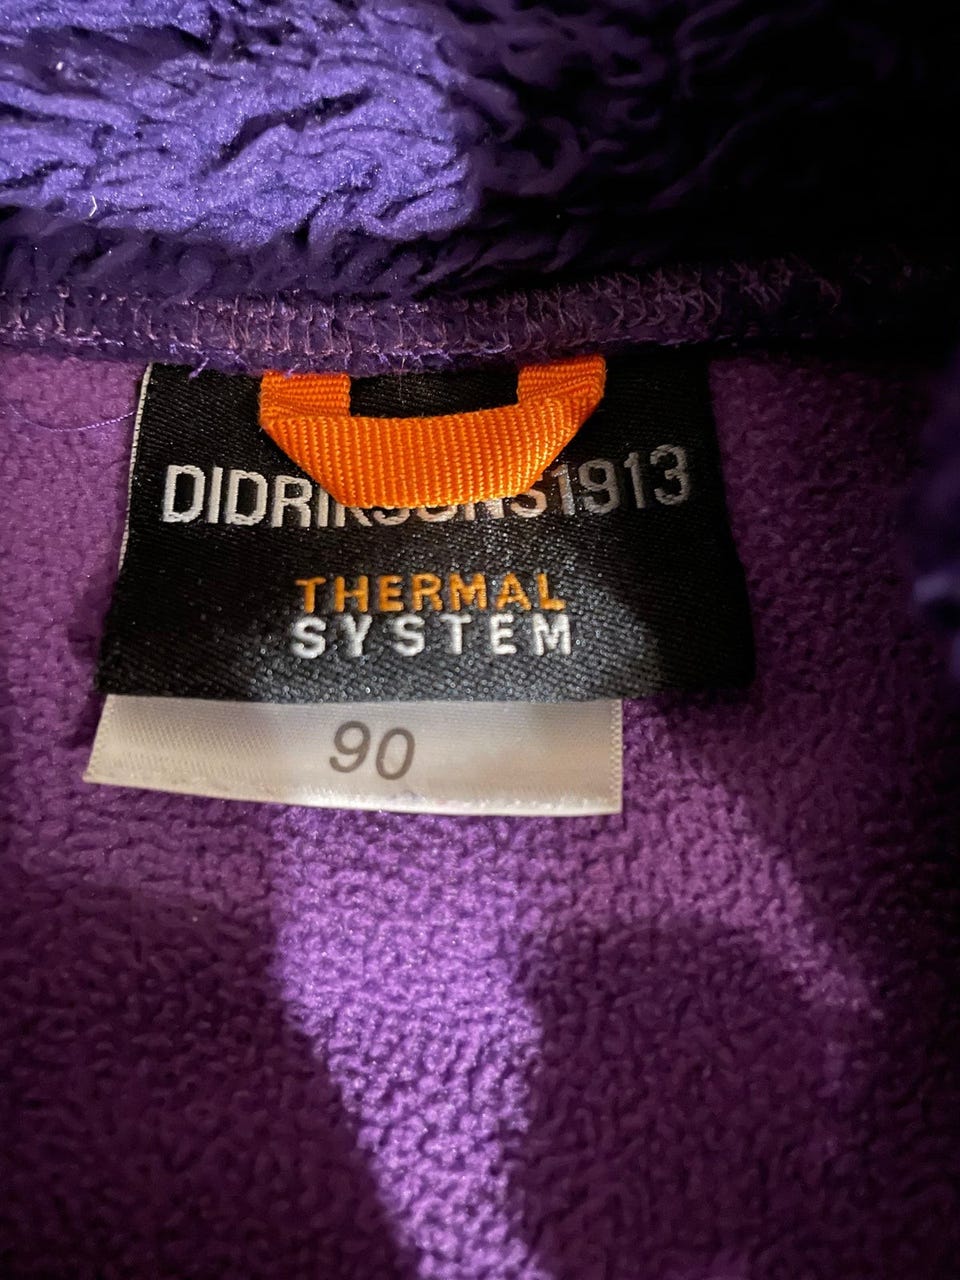 DIDRIKSONS1913
THERMAL
SYSTEM
90